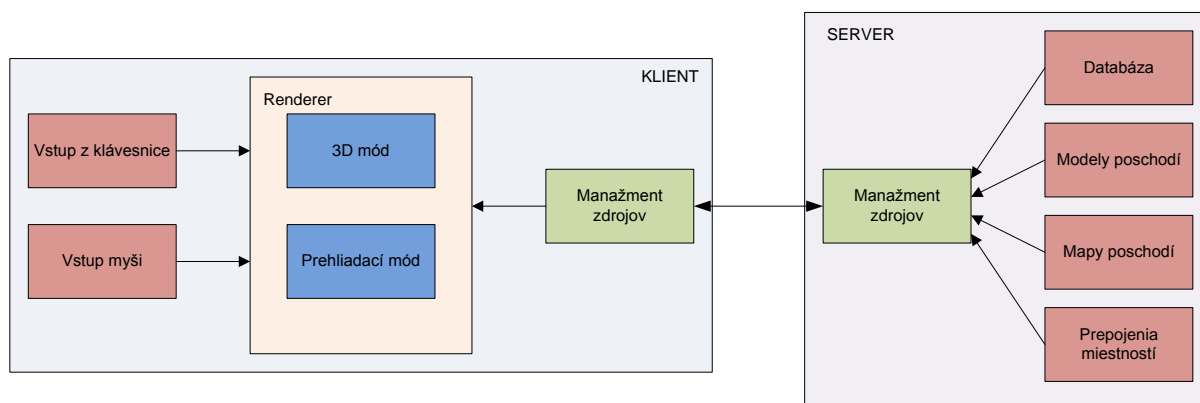 KLIENT
Renderer
Vstup z klávesnice
3D mód
Vstup myši
Prehliadací mód
Manažment
zdrojov
SERVER
Manažment
zdrojov
Databáza
Modely poschodí
Mapy poschodí
Prepojenia
miestností